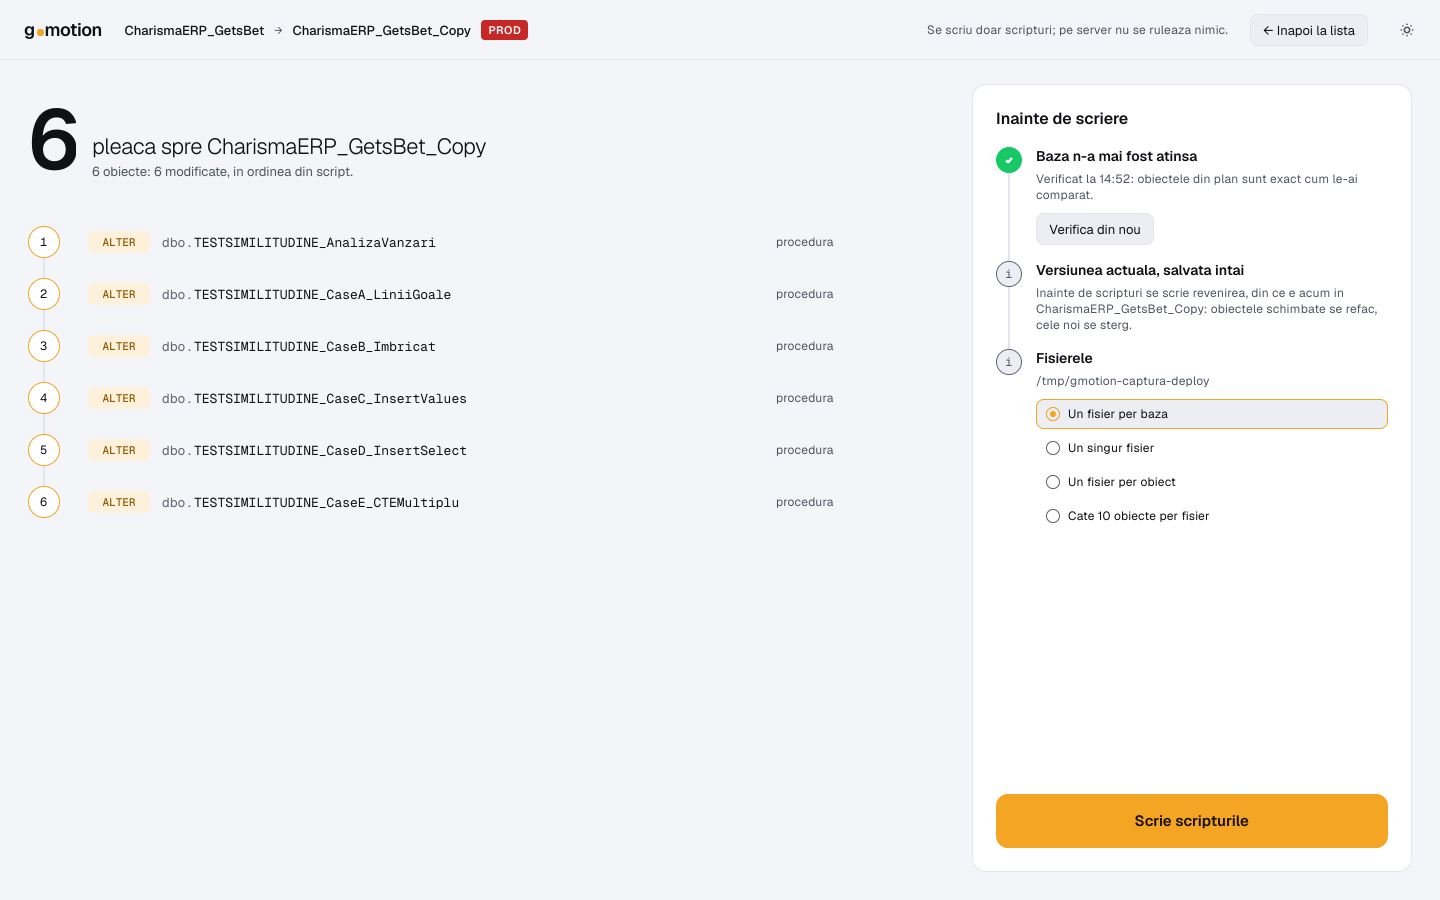 g●motion CharismaERP_GetsBet → CharismaERP_GetsBet_Copy PROD Se scriu doar scripturi; pe server nu se ruleaza nimic. ← Inapoi la lista
6 pleaca spre CharismaERP_GetsBet_Copy
6 obiecte: 6 modificate, in ordinea din script.
1 ALTER dbo.TESTSIMILITUDINE_AnalizaVanzari procedura
2 ALTER dbo.TESTSIMILITUDINE_CaseA_LiniiGoale procedura
3 ALTER dbo.TESTSIMILITUDINE_CaseB_Imbricat procedura
4 ALTER dbo.TESTSIMILITUDINE_CaseC_InsertValues procedura
5 ALTER dbo.TESTSIMILITUDINE_CaseD_InsertSelect procedura
6 ALTER dbo.TESTSIMILITUDINE_CaseE_CTEMultiplu procedura
Inainte de scriere
Baza n-a mai fost atinsa
Verificat la 14:52: obiectele din plan sunt exact cum le-ai
comparat.
Verifica din nou
i Versiunea actuala, salvata intai
Inainte de scripturi se scrie revenirea, din ce e acum in
CharismaERP_GetsBet_Copy: obiectele schimbate se refac,
cele noi se sterg.
i Fisierele
/tmp/gmotion-captura-deploy
Un fisier per baza
Un singur fisier
Un fisier per obiect
Cate 10 obiecte per fisier
Scrie scripturile